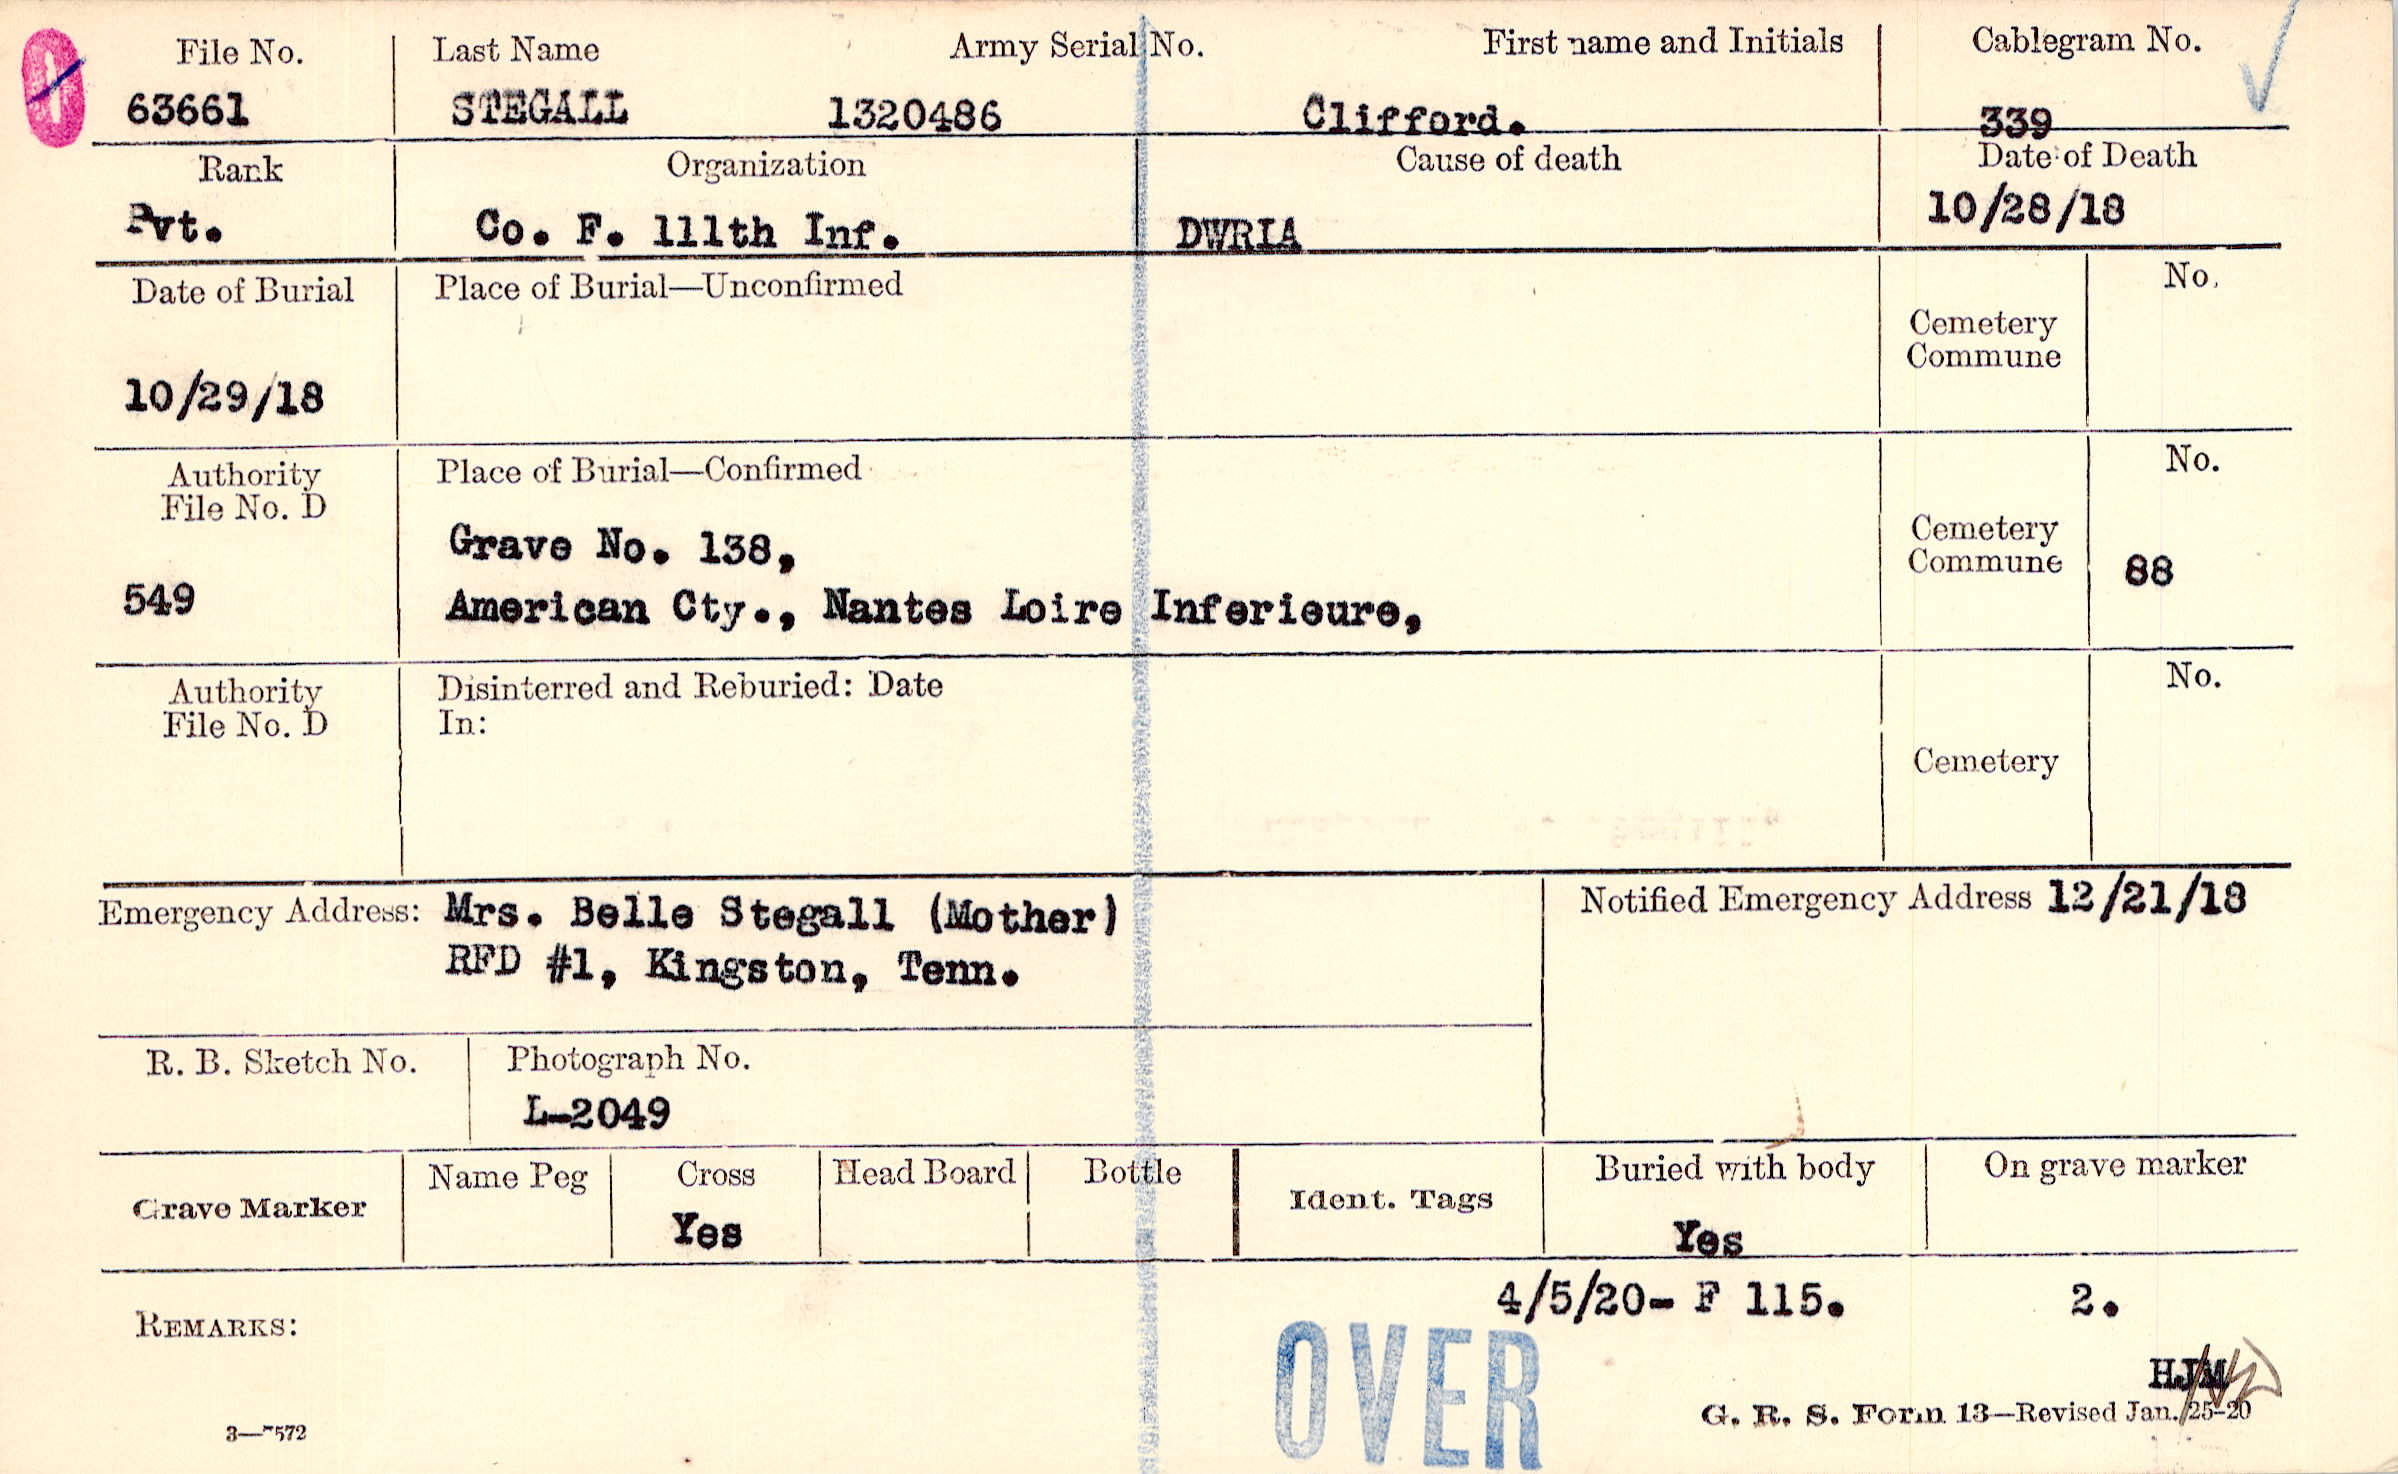 File No. Last Name Army Serial No. First name and Initials Cablegram No.
63661 STEGALL 1320486 Clifford. 339
Rank Organization Cause of death Date of Death
Pvt. Co. F. 111th Inf. DWRIA 10/28/18
Date of Burial Place of Burial—Unconfirmed No.
Cemetery
Commune
10/29/18
Authority Place of Burial—Confirmed No.
File No. D
Grave No. 138, Cemetery
Commune 88
549 American Cty., Nantes Loire Inferieure,
Authority Disinterred and Reburied: Date No.
File No. D In:
Cemetery
Emergency Address: Mrs. Belle Stegall (Mother) Notified Emergency Address 12/21/18
RFD #1, Kingston, Tenn.
R. B. Sketch No. Photograph No.
L-2049
Grave Marker Name Peg Cross Head Board Bottle Ident. Tags Buried with body On grave marker
Yes Yes
4/5/20- F 115. 2.
REMARKS:
OVER
HJM
G. R. S. Form 13—Revised Jan. 25-20